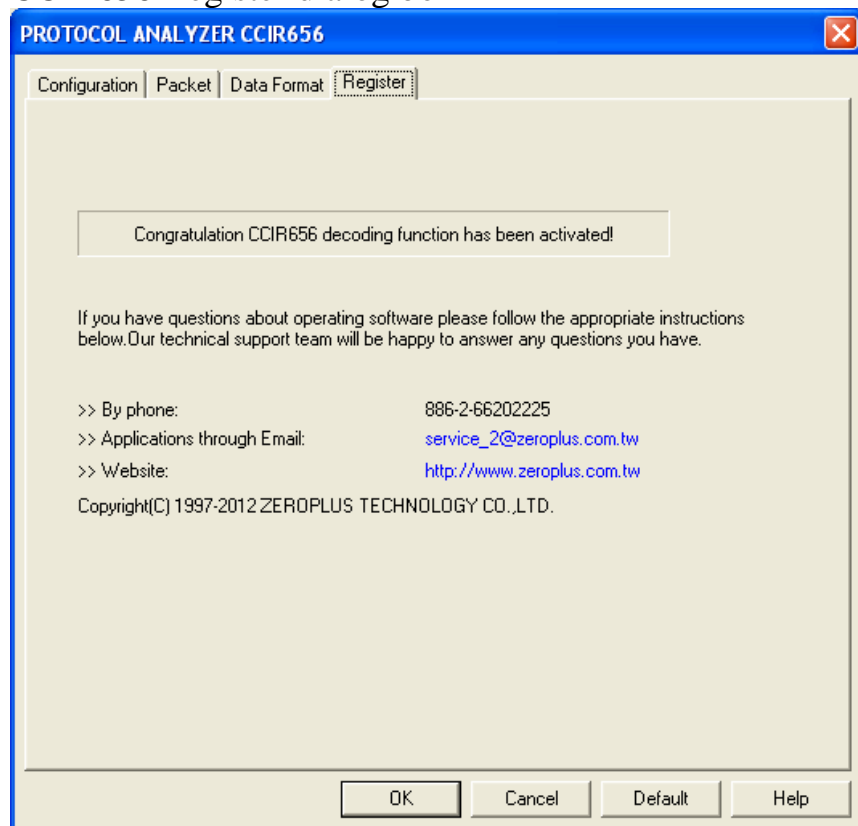 PROTOCOL ANALYZER CCIR656
Configuration Packet Data Format Register
Congratulation CCIR656 decoding function has been activated!
If you have questions about operating software please follow the appropriate instructions
below.Our technical support team will be happy to answer any questions you have.
>> By phone: 886-2-66202225
>> Applications through Email: service_2@zeroplus.com.tw
>> Website: http://www.zeroplus.com.tw
Copyright(C) 1997-2012 ZEROPLUS TECHNOLOGY CO.,LTD.
OK Cancel Default Help